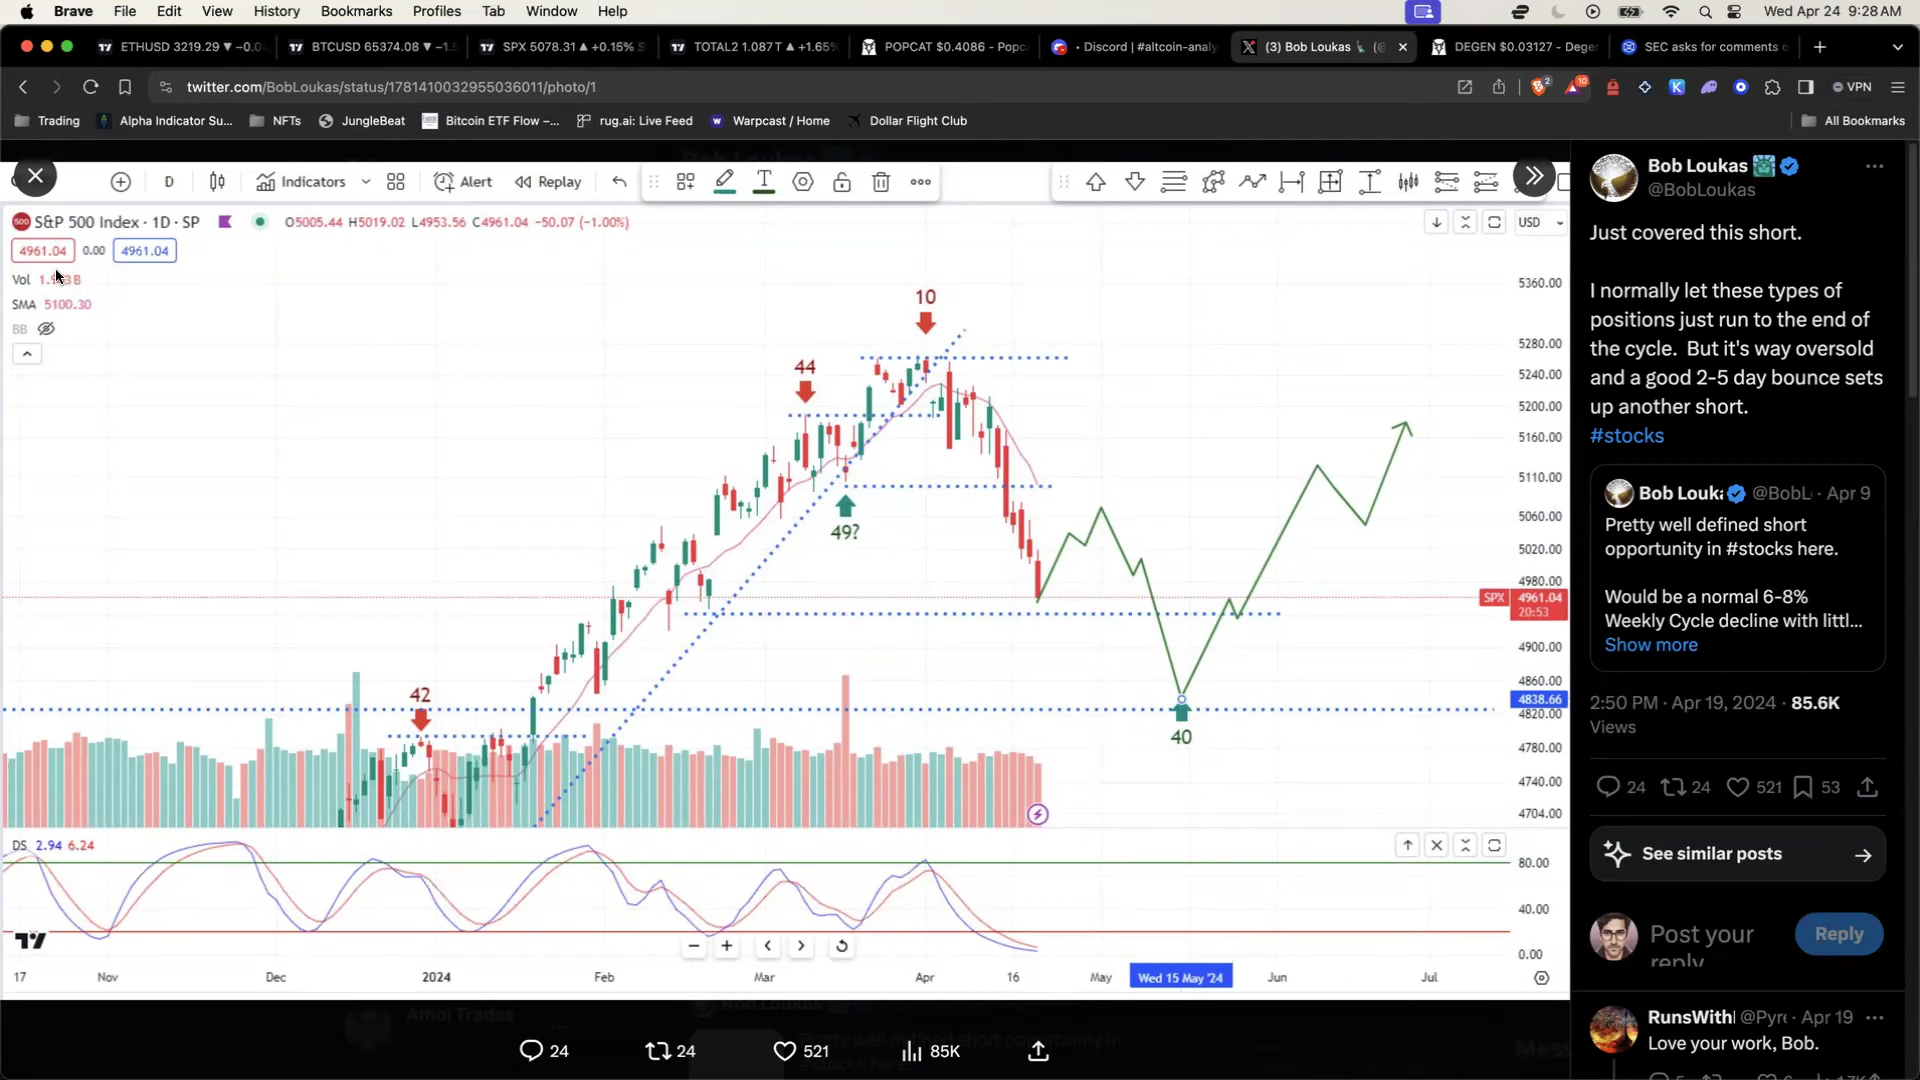 Brave File Edit View History Bookmarks Profiles Tab Window Help Wed Apr 24 9:28 AM
ETHUSD 3219.29 ▼ −0.0
BTCUSD 65374.08 ▼ −1.
SPX 5078.31 ▲ +0.16% S
TOTAL2 1.087 T ▲ +1.65%
POPCAT $0.4086 - Popc
• Discord | #altcoin-analy
(3) Bob Loukas
DEGEN $0.03127 - Deger
SEC asks for comments o
twitter.com/BobLoukas/status/1781410032955036011/photo/1
2
10
VPN
Trading
Alpha Indicator Su...
NFTs
JungleBeat
Bitcoin ETF Flow –...
rug.ai: Live Feed
Warpcast / Home
Dollar Flight Club
All Bookmarks
D
Indicators
Alert
Replay
S&P 500 Index · 1D · SP
O5005.44 H5019.02 L4953.56 C4961.04 −50.07 (−1.00%)
USD
4961.04 0.00 4961.04
Vol
SMA 5100.30
BB
10
44
49?
42
40
5360.00
5280.00
5240.00
5200.00
5160.00
5110.00
5060.00
5020.00
4980.00
SPX 4961.04
20:53
4900.00
4860.00
4838.66
4820.00
4780.00
4740.00
4704.00
DS 2.94 6.24
80.00
40.00
0.00
17 Nov Dec 2024 Feb Mar Apr 16 May Wed 15 May '24 Jun Jul
24 24 521 85K
Bob Loukas
@BobLoukas
Just covered this short.
I normally let these types of
positions just run to the end of
the cycle. But it's way oversold
and a good 2-5 day bounce sets
up another short.
#stocks
Bob Louka @BobL · Apr 9
Pretty well defined short
opportunity in #stocks here.
Would be a normal 6-8%
Weekly Cycle decline with littl...
Show more
2:50 PM · Apr 19, 2024 · 85.6K
Views
24 24 521 53
See similar posts
Post your
reply
Reply
RunsWith @Pyre · Apr 19
Love your work, Bob.